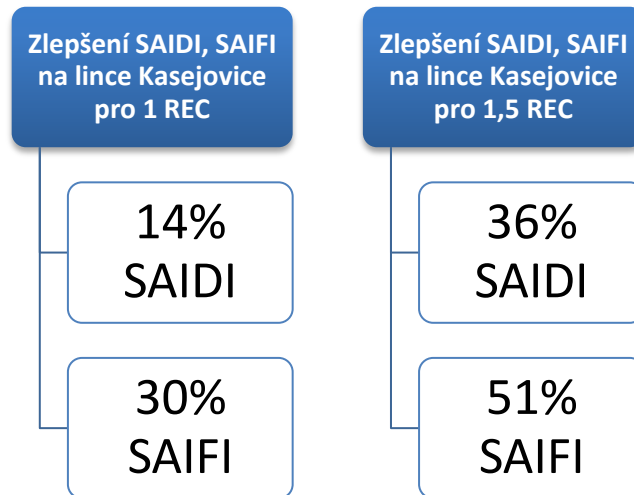 Zlepšení SAIDI, SAIFI
na lince Kasejovice
pro 1 REC
14%
SAIDI
30%
SAIFI
Zlepšení SAIDI, SAIFI
na lince Kasejovice
pro 1,5 REC
36%
SAIDI
51%
SAIFI